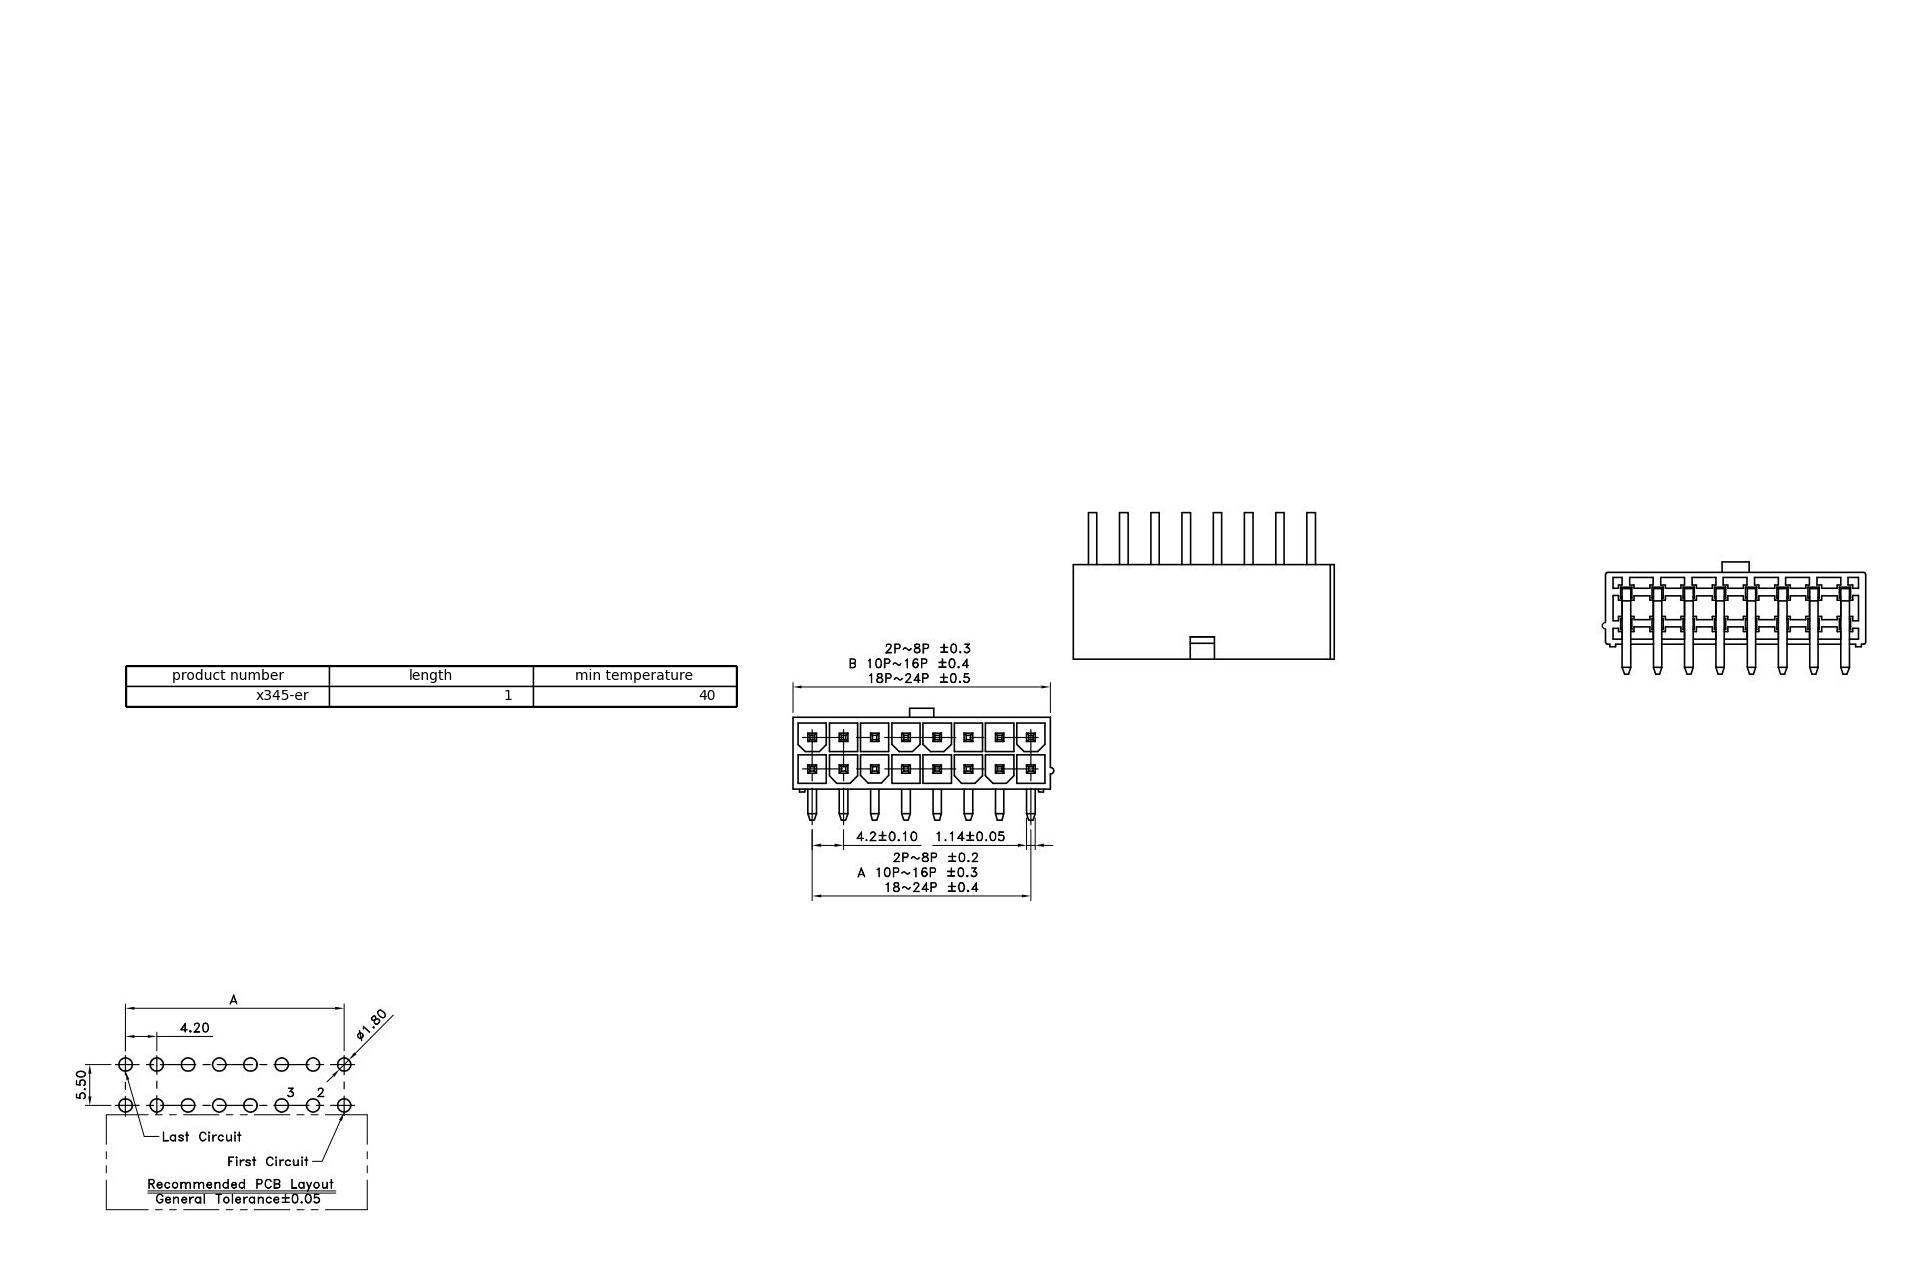 2P~8P ±0.3
B 10P~16P ±0.4
18P~24P ±0.5
product number length min temperature
x345-er 1 40
4.2±0.10 1.14±0.05
2P~8P ±0.2
A 10P~16P ±0.3
18~24P ±0.4
A
4.20
ø1.80
5.50
3 2
Last Circuit
First Circuit
Recommended PCB Layout
General Tolerance±0.05